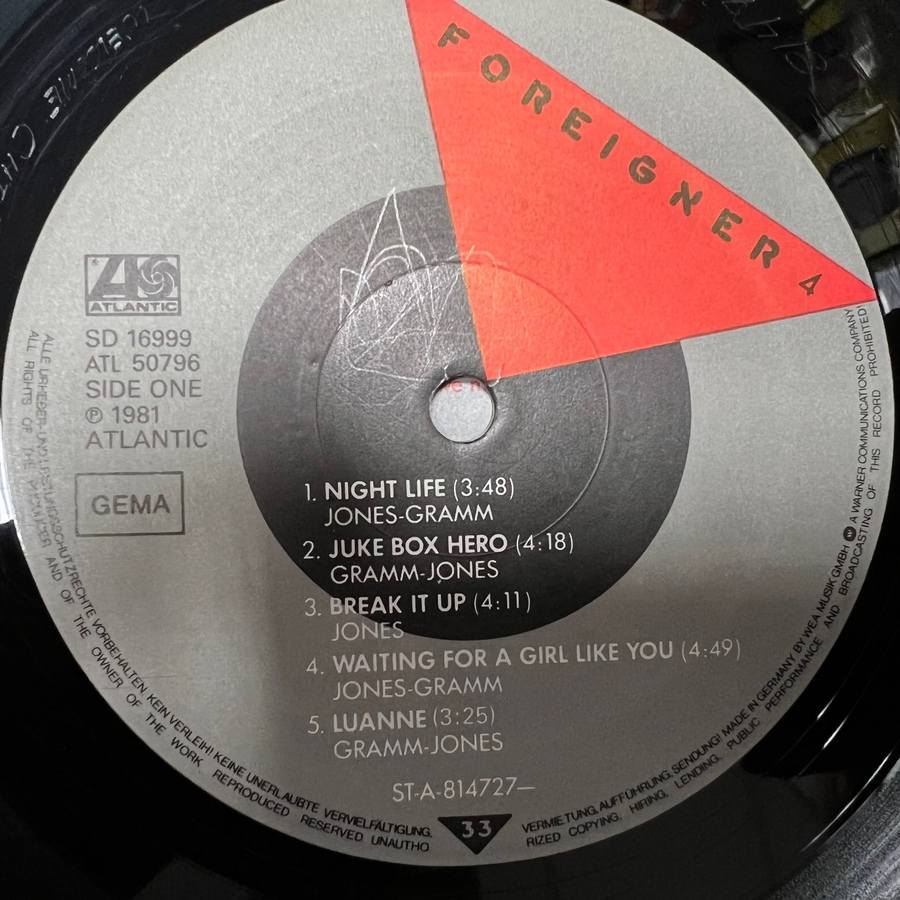 FOREIGNER 4
ATLANTIC
SD 16999
ATL 50796
SIDE ONE
℗ 1981
ATLANTIC
GEMA
1. NIGHT LIFE (3:48)
JONES-GRAMM
2. JUKE BOX HERO (4:18)
GRAMM-JONES
3. BREAK IT UP (4:11)
JONES
4. WAITING FOR A GIRL LIKE YOU (4:49)
JONES-GRAMM
5. LUANNE (3:25)
GRAMM-JONES
ST-A-814727—
33
ALLE VORBEHALTEN. KEIN VERLEIH! KEINE UNERLAUBTE VERVIELFÄLTIGUNG,
VERMIETUNG, AUFFÜHRUNG, SENDUNG! MADE IN GERMANY BY WEA MUSIK GMBH A WARNER COMMUNICATIONS COMPANY
ALL RIGHTS OF THE AND OF THE OWNER OF THE WORK REPRODUCED RESERVED UNAUTHO
RIZED COPYING, HIRING, LENDING, PUBLIC PERFORMANCE AND BROADCASTING OF THIS RECORD PROHIBITED!